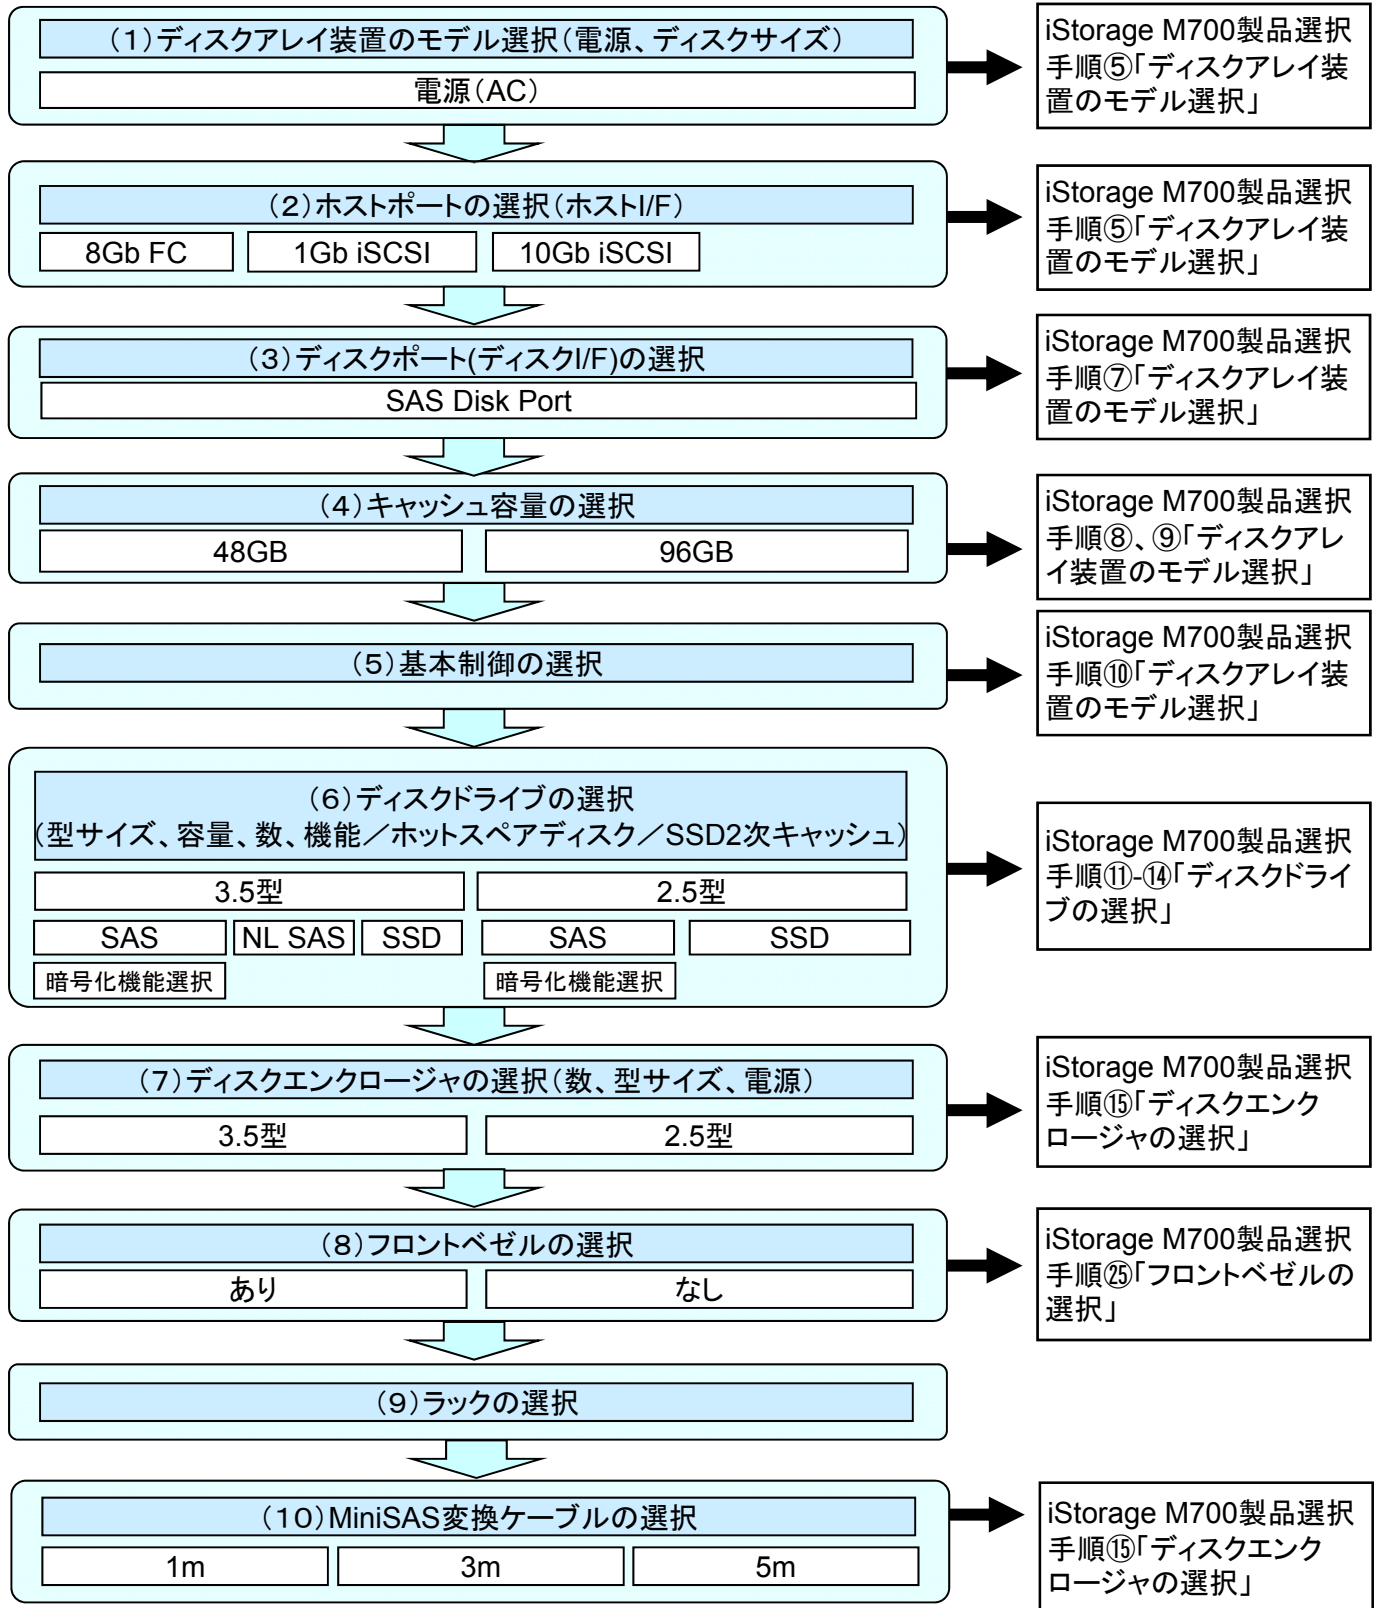 （１）ディスクアレイ装置のモデル選択（電源、ディスクサイズ）
電源（AC）
iStorage M700製品選択
手順⑤「ディスクアレイ装
置のモデル選択」
（２）ホストポートの選択（ホストI/F）
8Gb FC
1Gb iSCSI
10Gb iSCSI
iStorage M700製品選択
手順⑤「ディスクアレイ装
置のモデル選択」
（３）ディスクポート(ディスクI/F)の選択
SAS Disk Port
iStorage M700製品選択
手順⑦「ディスクアレイ装
置のモデル選択」
（４）キャッシュ容量の選択
48GB
96GB
iStorage M700製品選択
手順⑧、⑨「ディスクアレ
イ装置のモデル選択」
（５）基本制御の選択
iStorage M700製品選択
手順⑩「ディスクアレイ装
置のモデル選択」
（６）ディスクドライブの選択
（型サイズ、容量、数、機能／ホットスペアディスク／SSD2次キャッシュ）
3.5型
2.5型
SAS
NL SAS
SSD
SAS
SSD
暗号化機能選択
暗号化機能選択
iStorage M700製品選択
手順⑪-⑭「ディスクドライ
ブの選択」
（７）ディスクエンクロージャの選択（数、型サイズ、電源）
3.5型
2.5型
iStorage M700製品選択
手順⑮「ディスクエンク
ロージャの選択」
（８）フロントベゼルの選択
あり
なし
iStorage M700製品選択
手順㉕「フロントベゼルの
選択」
（９）ラックの選択
（１０）MiniSAS変換ケーブルの選択
1m
3m
5m
iStorage M700製品選択
手順⑮「ディスクエンク
ロージャの選択」